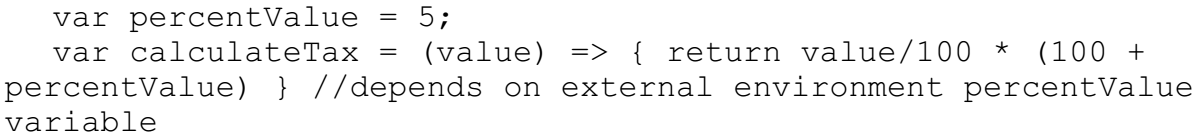 var percentValue = 5;
var calculateTax = (value) => { return value/100 * (100 +
percentValue) } //depends on external environment percentValue
variable